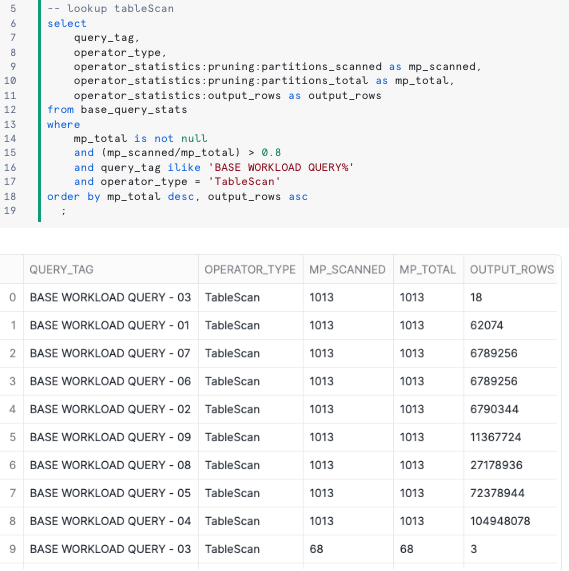 5 -- lookup tableScan
6 select
7 query_tag,
8 operator_type,
9 operator_statistics:pruning:partitions_scanned as mp_scanned,
10 operator_statistics:pruning:partitions_total as mp_total,
11 operator_statistics:output_rows as output_rows
12 from base_query_stats
13 where
14 mp_total is not null
15 and (mp_scanned/mp_total) > 0.8
16 and query_tag ilike 'BASE WORKLOAD QUERY%'
17 and operator_type = 'TableScan'
18 order by mp_total desc, output_rows asc
19 ;
QUERY_TAG OPERATOR_TYPE MP_SCANNED MP_TOTAL OUTPUT_ROWS
0 BASE WORKLOAD QUERY - 03 TableScan 1013 1013 18
1 BASE WORKLOAD QUERY - 01 TableScan 1013 1013 62074
2 BASE WORKLOAD QUERY - 07 TableScan 1013 1013 6789256
3 BASE WORKLOAD QUERY - 06 TableScan 1013 1013 6789256
4 BASE WORKLOAD QUERY - 02 TableScan 1013 1013 6790344
5 BASE WORKLOAD QUERY - 09 TableScan 1013 1013 11367724
6 BASE WORKLOAD QUERY - 08 TableScan 1013 1013 27178936
7 BASE WORKLOAD QUERY - 05 TableScan 1013 1013 72378944
8 BASE WORKLOAD QUERY - 04 TableScan 1013 1013 104948078
9 BASE WORKLOAD QUERY - 03 TableScan 68 68 3